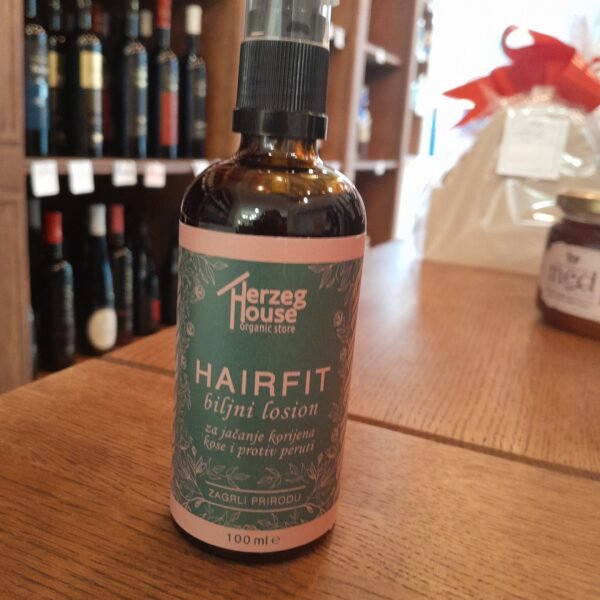 Herzeg
House
organic store
HAIRFIT
biljni losion
za jačanje korijena
kose i protiv peruti
ZAGRLI PRIRODU
100 ml e
med